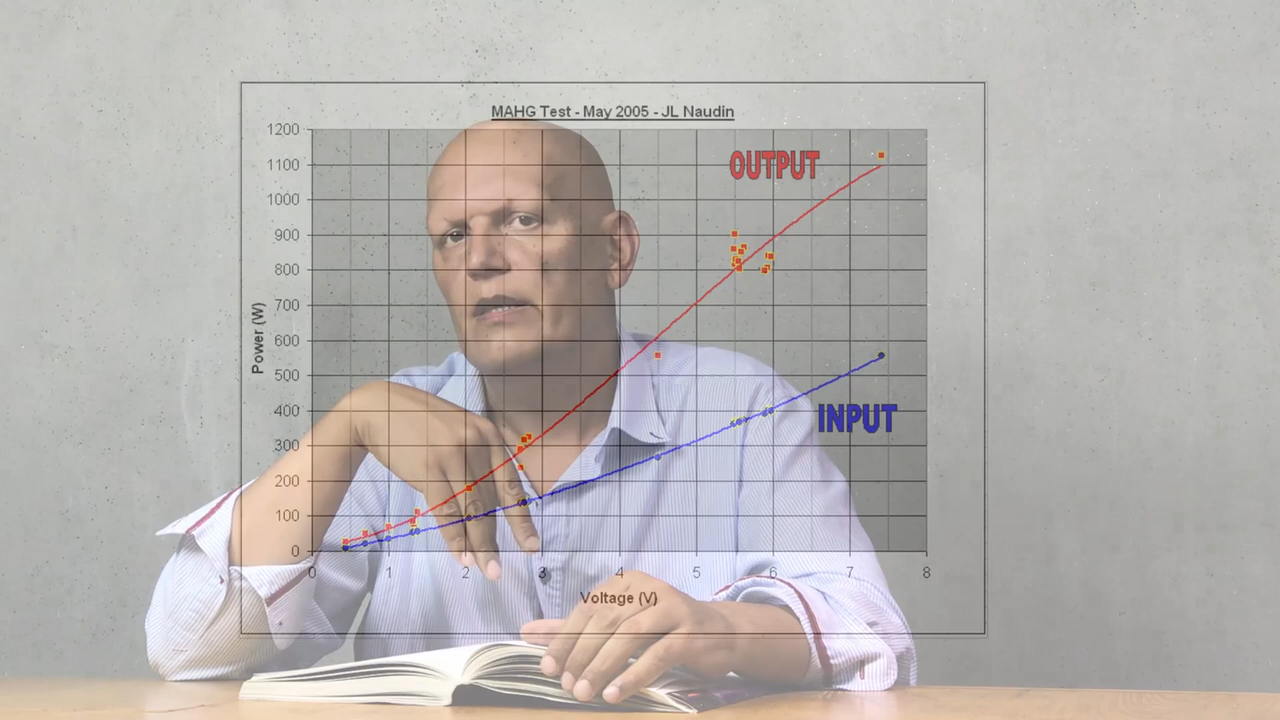 MAHG Test - May 2005 - JL Naudin
1200
1100
1000
900
800
700
600
500
400
300
200
100
0
Power (W)
OUTPUT
INPUT
0 1 2 3 4 5 6 7 8
Voltage (V)